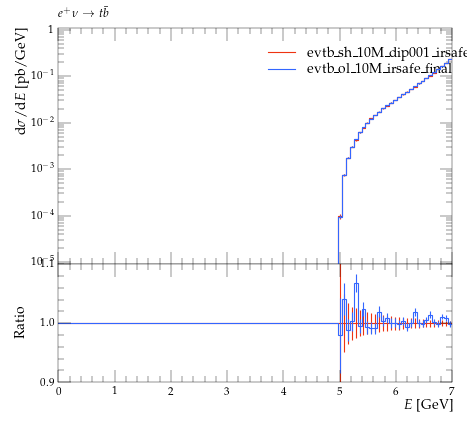 e⁺ν → tb̄
dσ/dE [pb/GeV]
1
10⁻¹
10⁻²
10⁻³
10⁻⁴
10⁻⁵
evtb_sh_10M_dip001_irsafe
evtb_ol_10M_irsafe_final
Ratio
1.1
1.0
0.9
0 1 2 3 4 5 6 7
E [GeV]